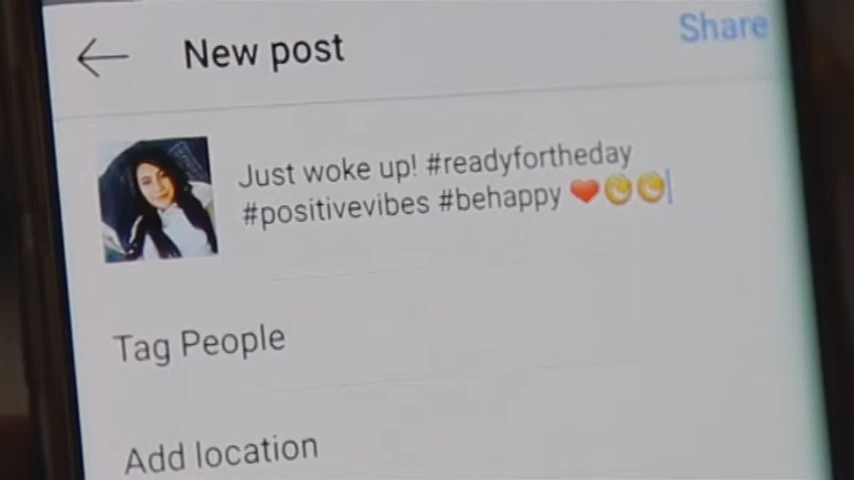 New post
Share
Just woke up! #readyfortheday
#positivevibes #behappy ❤️😊😊
Tag People
Add location